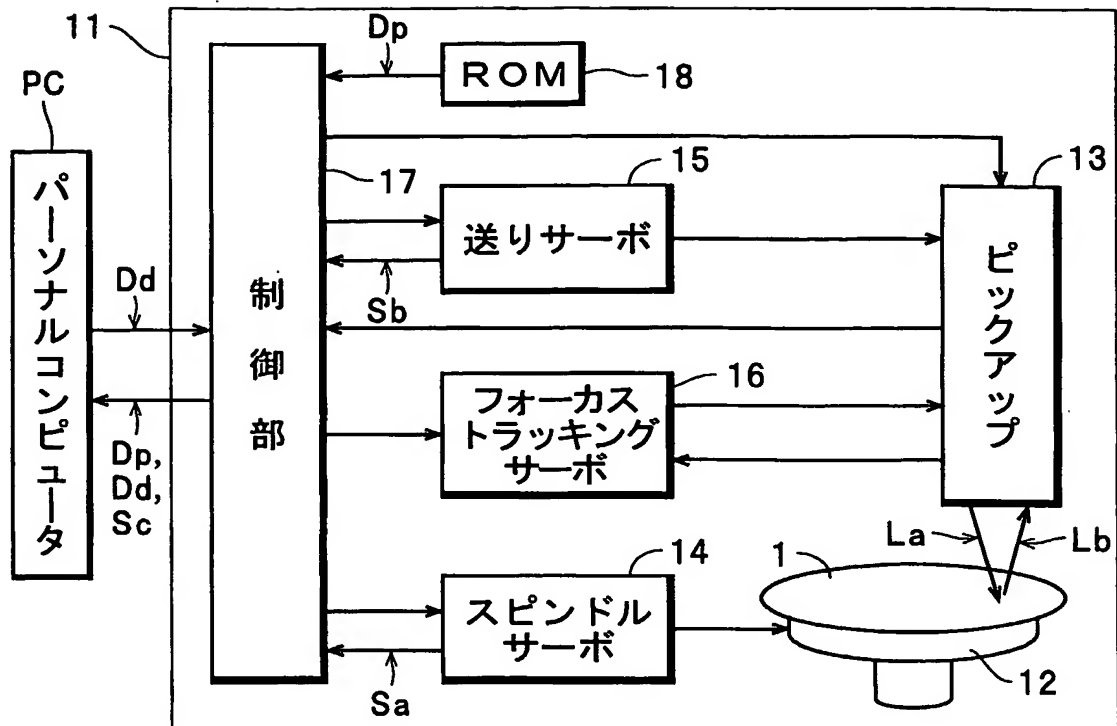 11
Dp
ROM
18
PC
パーソナルコンピュータ
17
15
13
制御部
送りサーボ
Sb
ピックアップ
Dd
16
フォーカス
トラッキング
サーボ
Dp,
Dd,
Sc
La
Lb
14
1
スピンドル
サーボ
Sa
12